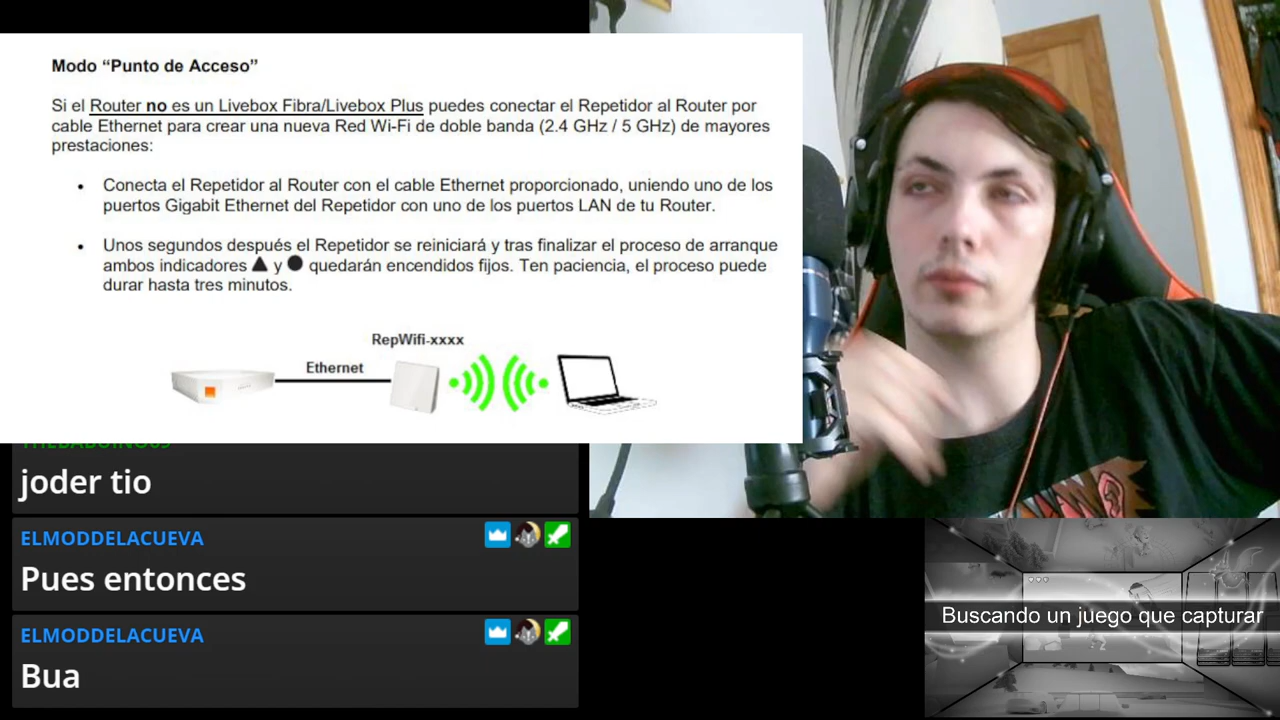 Modo “Punto de Acceso”
Si el Router no es un Livebox Fibra/Livebox Plus puedes conectar el Repetidor al Router por
cable Ethernet para crear una nueva Red Wi-Fi de doble banda (2.4 GHz / 5 GHz) de mayores
prestaciones:
• Conecta el Repetidor al Router con el cable Ethernet proporcionado, uniendo uno de los
puertos Gigabit Ethernet del Repetidor con uno de los puertos LAN de tu Router.
• Unos segundos después el Repetidor se reiniciará y tras finalizar el proceso de arranque
ambos indicadores ▲ y ● quedarán encendidos fijos. Ten paciencia, el proceso puede
durar hasta tres minutos.
RepWifi-xxxx
Ethernet
joder tio
ELMODDELACUEVA
Pues entonces
ELMODDELACUEVA
Bua
Buscando un juego que capturar